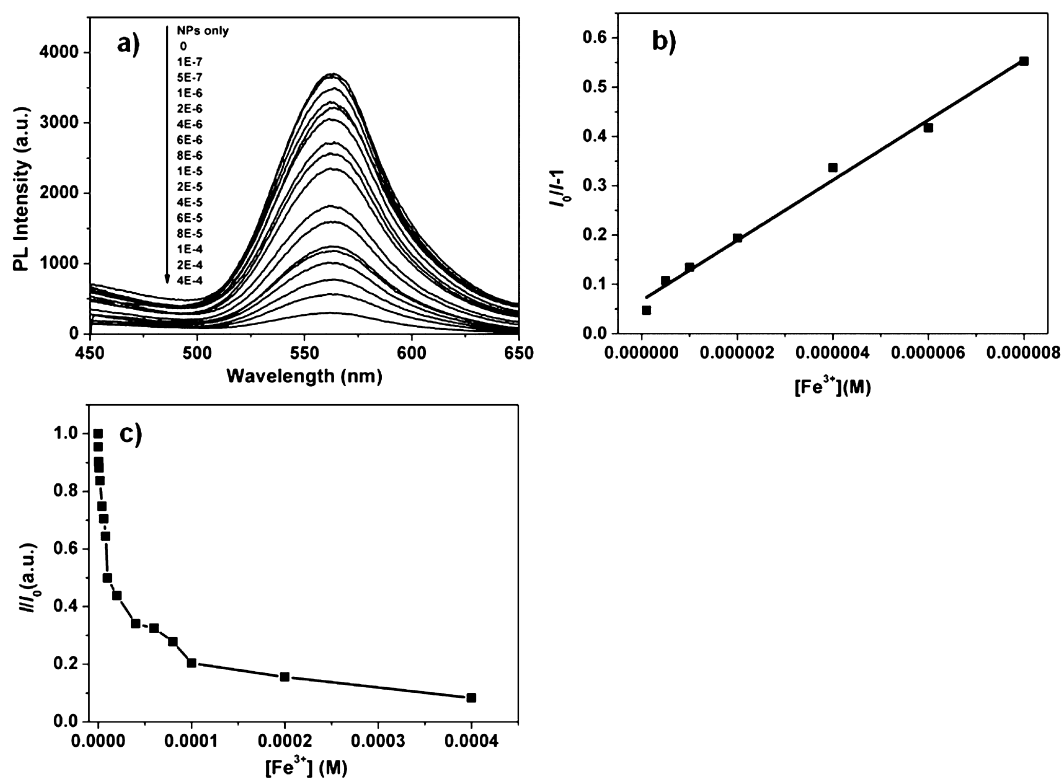 a)
NPs only
0
1E-7
5E-7
1E-6
2E-6
4E-6
6E-6
8E-6
1E-5
2E-5
4E-5
6E-5
8E-5
1E-4
2E-4
4E-4
PL Intensity (a.u.)
4000
3000
2000
1000
0
450 500 550 600 650
Wavelength (nm)
b)
I₀/I-1
0.6
0.5
0.4
0.3
0.2
0.1
0.0
0.000000 0.000002 0.000004 0.000006 0.000008
[Fe³⁺](M)
c)
I/I₀(a.u.)
1.0
0.8
0.6
0.4
0.2
0.0
0.0000 0.0001 0.0002 0.0003 0.0004
[Fe³⁺] (M)